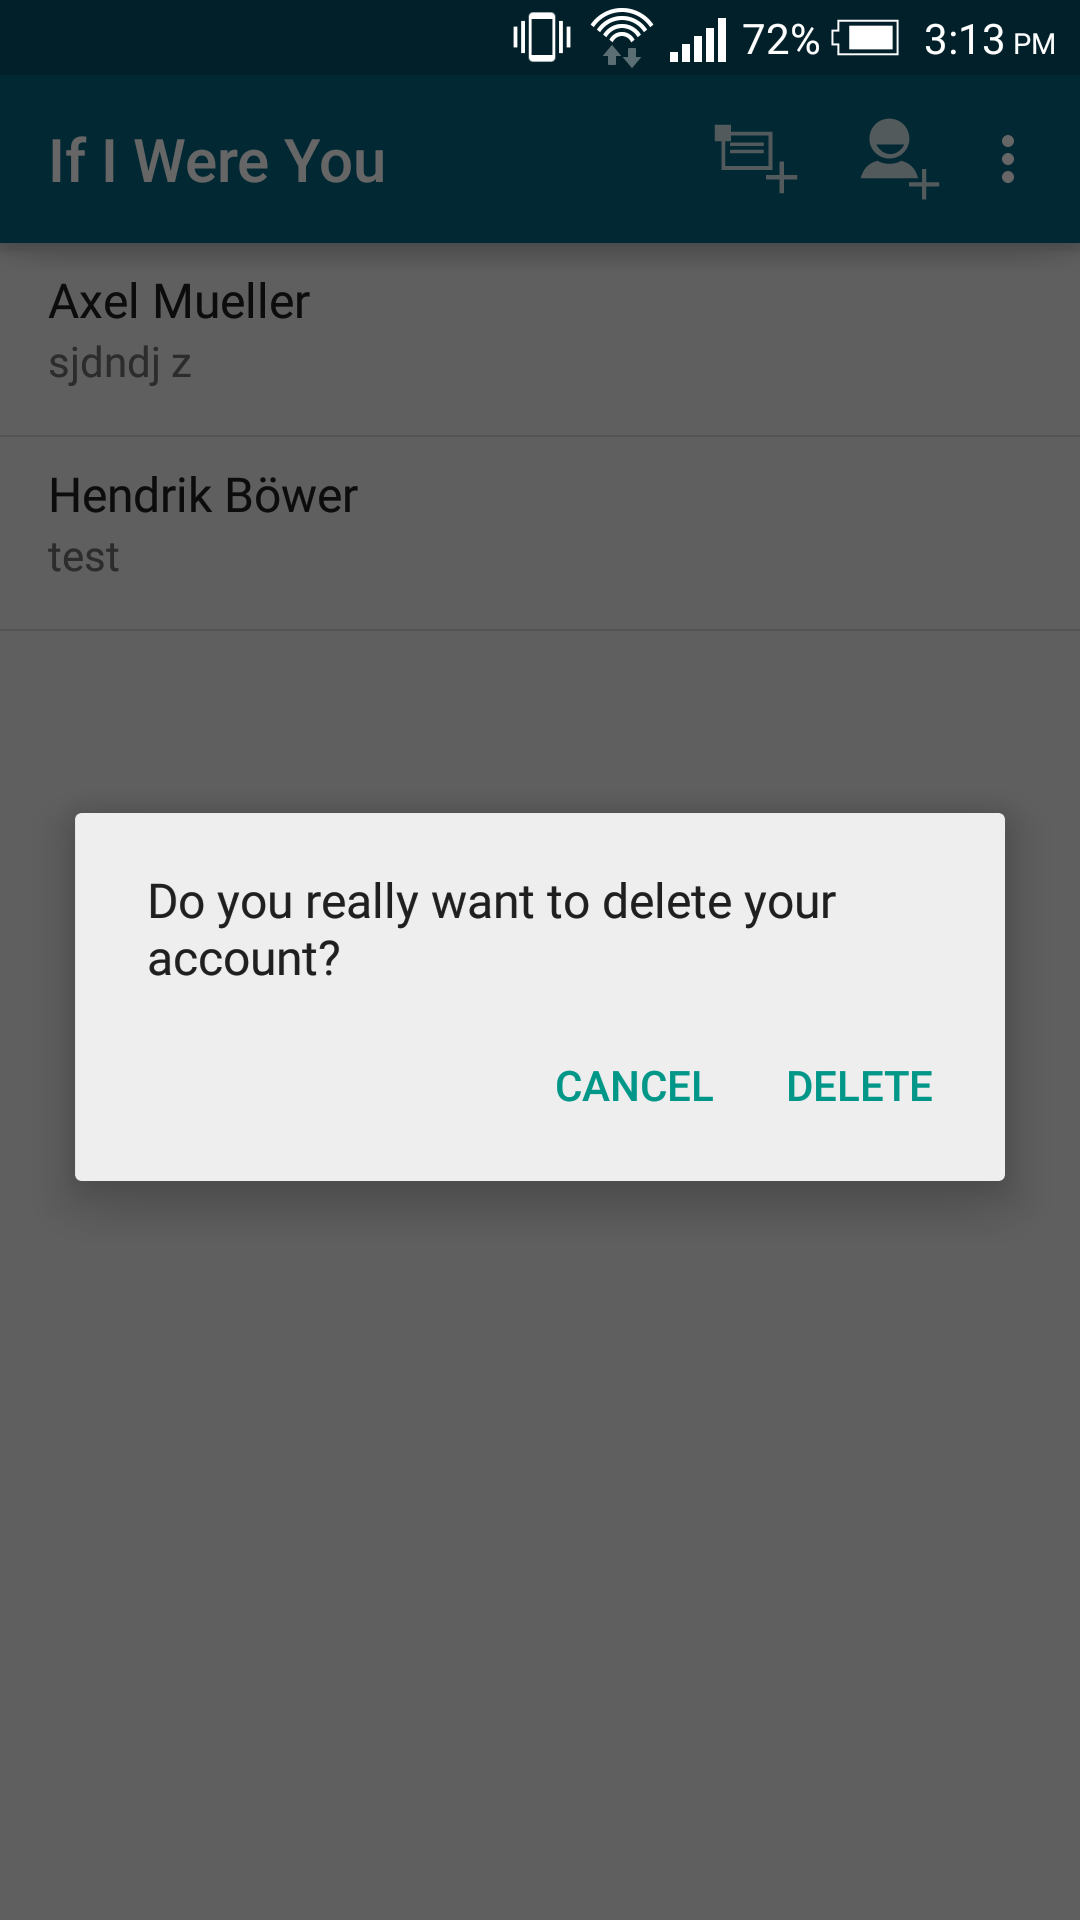 72% 3:13 PM
If I Were You
Axel Mueller
sjdndj z
Hendrik Böwer
test
Do you really want to delete your
account?
CANCEL DELETE